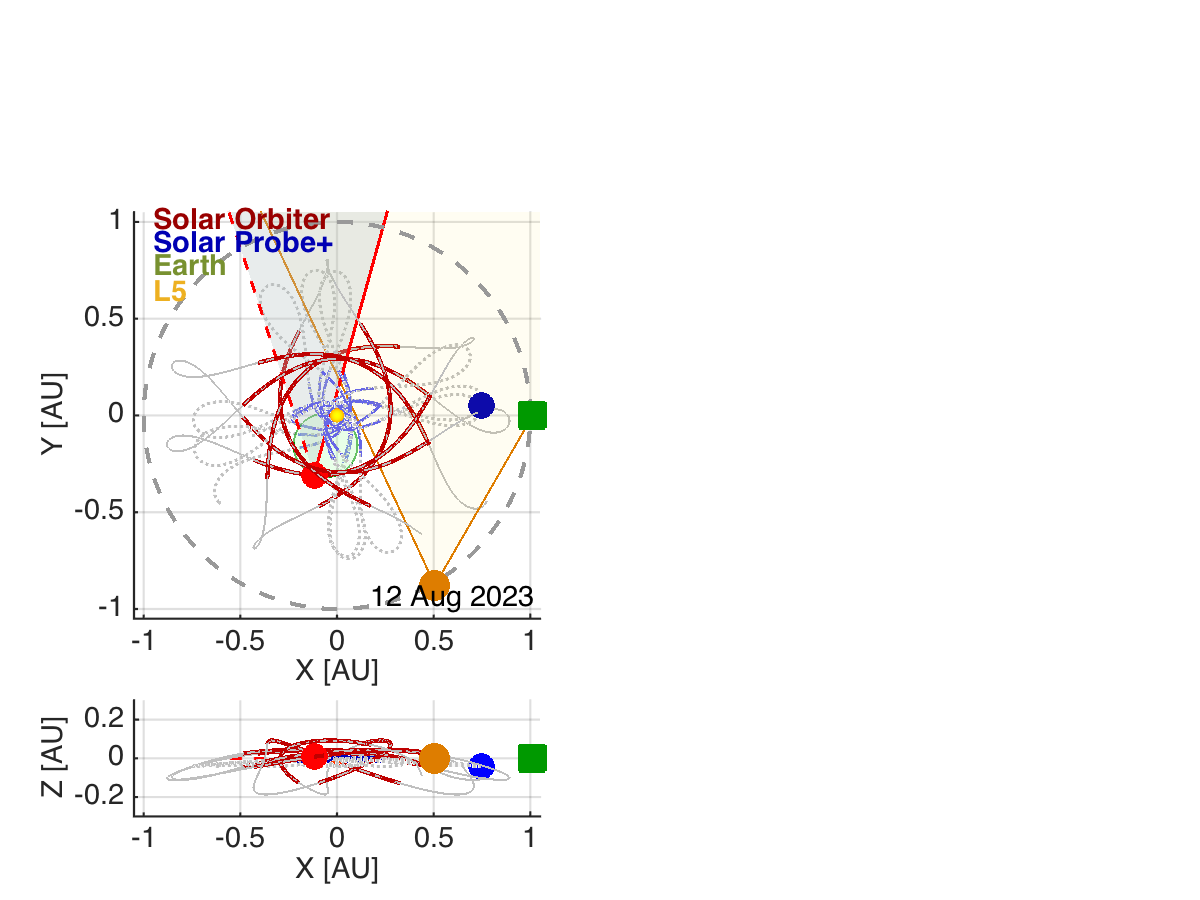 Solar Orbiter
Solar Probe+
Earth
L5
1
0.5
0
-0.5
-1
Y [AU]
12 Aug 2023
-1 -0.5 0 0.5 1
X [AU]
0.2
0
-0.2
Z [AU]
-1 -0.5 0 0.5 1
X [AU]